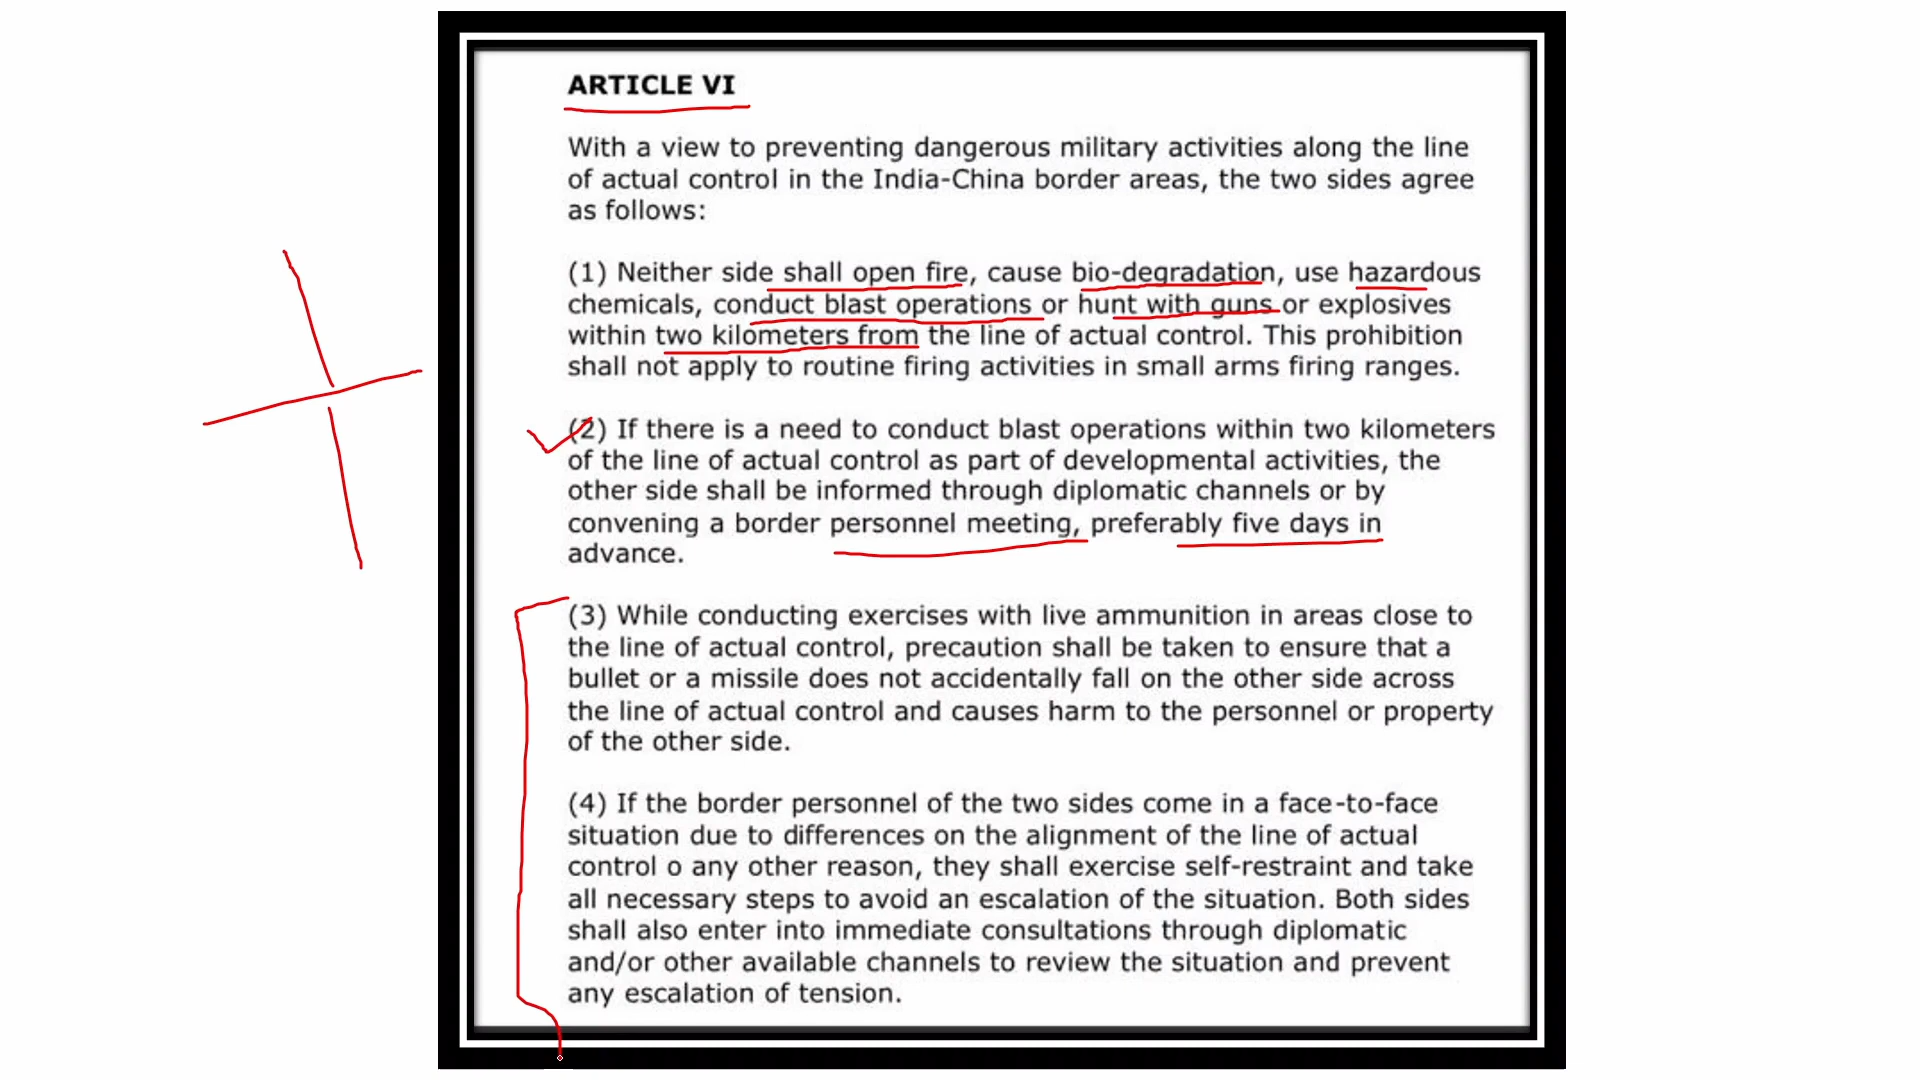 ARTICLE VI
With a view to preventing dangerous military activities along the line
of actual control in the India-China border areas, the two sides agree
as follows:
(1) Neither side shall open fire, cause bio-degradation, use hazardous
chemicals, conduct blast operations or hunt with guns or explosives
within two kilometers from the line of actual control. This prohibition
shall not apply to routine firing activities in small arms firing ranges.
(2) If there is a need to conduct blast operations within two kilometers
of the line of actual control as part of developmental activities, the
other side shall be informed through diplomatic channels or by
convening a border personnel meeting, preferably five days in
advance.
(3) While conducting exercises with live ammunition in areas close to
the line of actual control, precaution shall be taken to ensure that a
bullet or a missile does not accidentally fall on the other side across
the line of actual control and causes harm to the personnel or property
of the other side.
(4) If the border personnel of the two sides come in a face-to-face
situation due to differences on the alignment of the line of actual
control o any other reason, they shall exercise self-restraint and take
all necessary steps to avoid an escalation of the situation. Both sides
shall also enter into immediate consultations through diplomatic
and/or other available channels to review the situation and prevent
any escalation of tension.